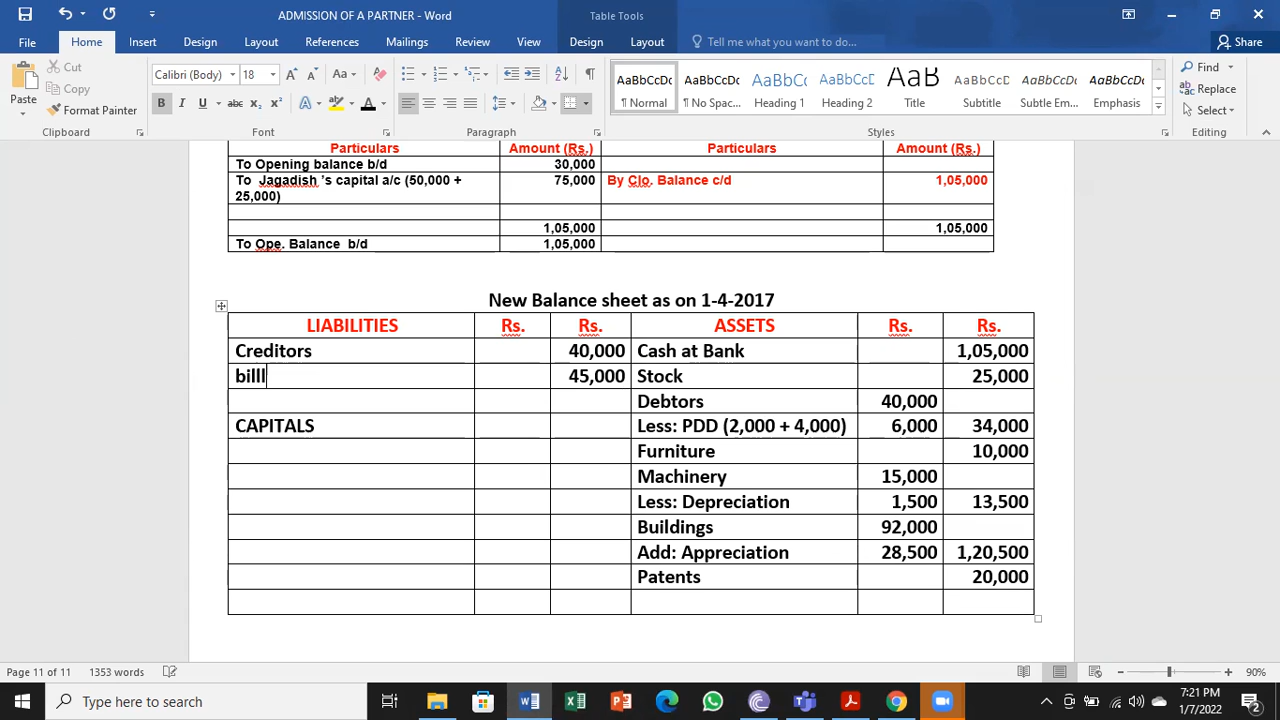 ADMISSION OF A PARTNER - Word
Table Tools
File Home Insert Design Layout References Mailings Review View Design Layout Tell me what you want to do... Share
Paste Cut Copy Format Painter
Calibri (Body) 18
B I U abc X₂ X² A Aa
AaBbCcDc AaBbCcDc AaBbCc AaBbCcC AaB AaBbCcD AaBbCcDc AaBbCcDc
¶ Normal ¶ No Spac... Heading Heading 2 Title Subtitle Subtle Em... Emphasis
Find Replace Select
Clipboard Font Paragraph Styles Editing
Particulars Amount (Rs.) Particulars Amount (Rs.)
To Opening balance b/d 30,000
To Jagadish 's capital a/c (50,000 + 75,000 By Clo. Balance c/d 1,05,000
25,000)
1,05,000 1,05,000
To Ope. Balance b/d 1,05,000
New Balance sheet as on 1-4-2017
LIABILITIES Rs. Rs. ASSETS Rs. Rs.
Creditors 40,000 Cash at Bank 1,05,000
billl 45,000 Stock 25,000
Debtors 40,000
CAPITALS Less: PDD (2,000 + 4,000) 6,000 34,000
Furniture 10,000
Machinery 15,000
Less: Depreciation 1,500 13,500
Buildings 92,000
Add: Appreciation 28,500 1,20,500
Patents 20,000
Page 11 of 11 1353 words 90%
Type here to search
7:21 PM
1/7/2022
2